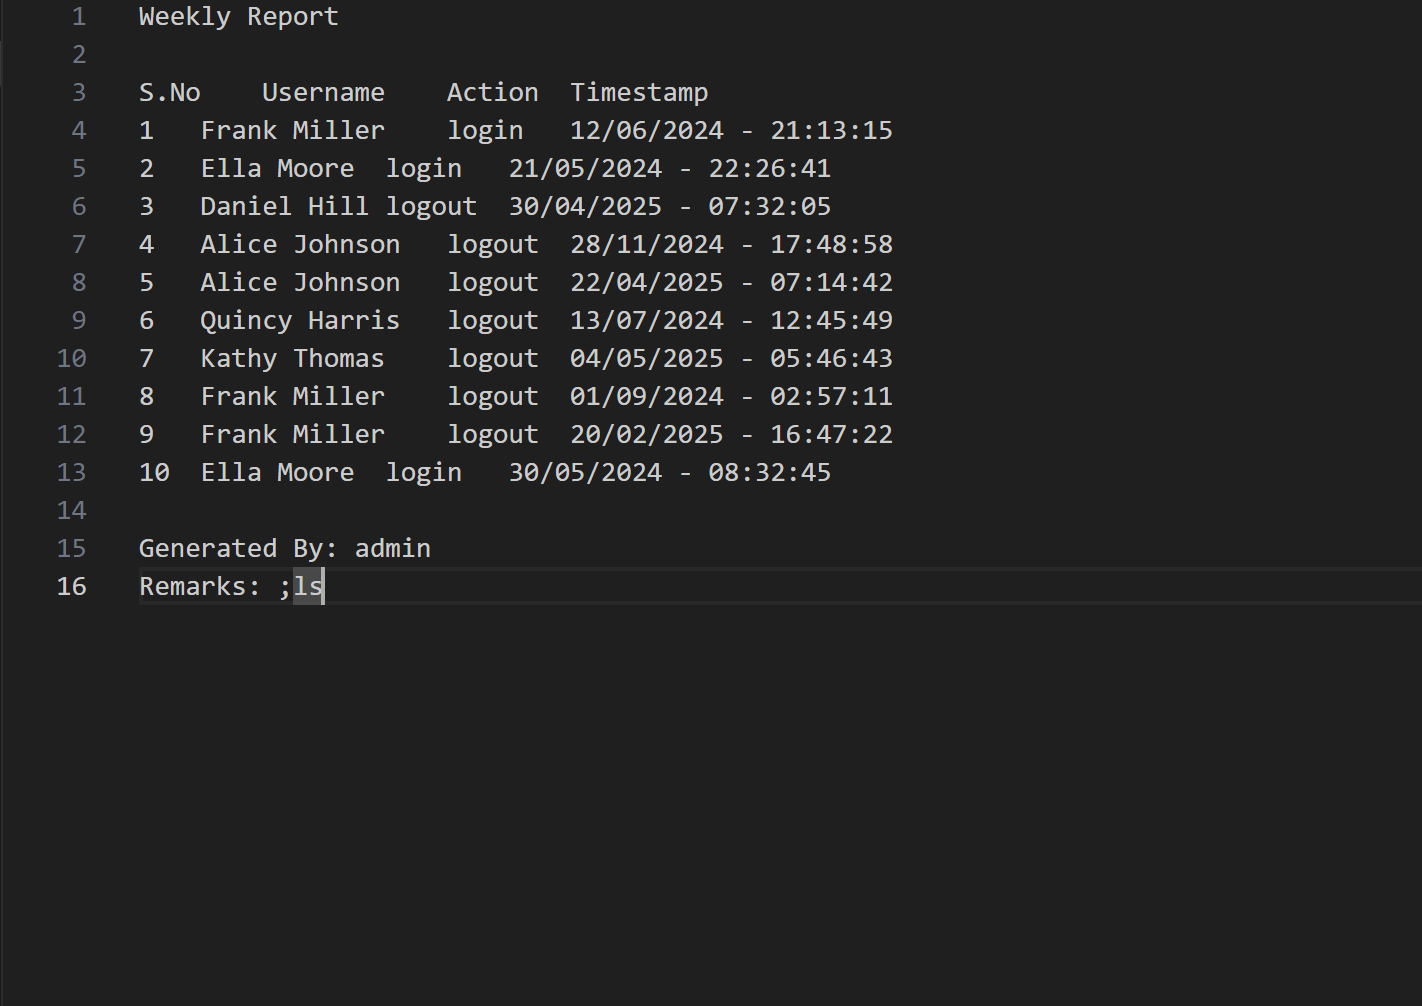 1 Weekly Report
2
3 S.No Username Action Timestamp
4 1 Frank Miller login 12/06/2024 - 21:13:15
5 2 Ella Moore login 21/05/2024 - 22:26:41
6 3 Daniel Hill logout 30/04/2025 - 07:32:05
7 4 Alice Johnson logout 28/11/2024 - 17:48:58
8 5 Alice Johnson logout 22/04/2025 - 07:14:42
9 6 Quincy Harris logout 13/07/2024 - 12:45:49
10 7 Kathy Thomas logout 04/05/2025 - 05:46:43
11 8 Frank Miller logout 01/09/2024 - 02:57:11
12 9 Frank Miller logout 20/02/2025 - 16:47:22
13 10 Ella Moore login 30/05/2024 - 08:32:45
14
15 Generated By: admin
16 Remarks: ;ls